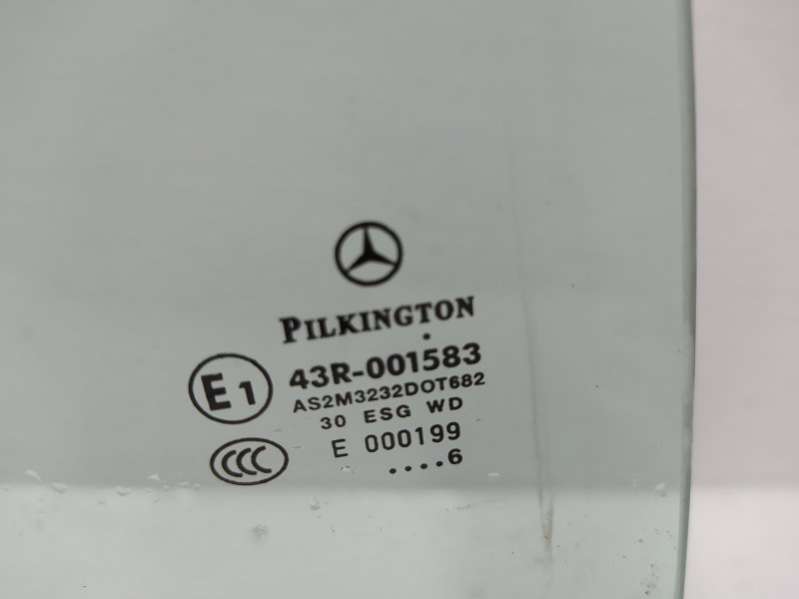 PILKINGTON
43R-001583
E1
AS2M3232DOT682
30 ESG WD
E 000199
CCC
....6